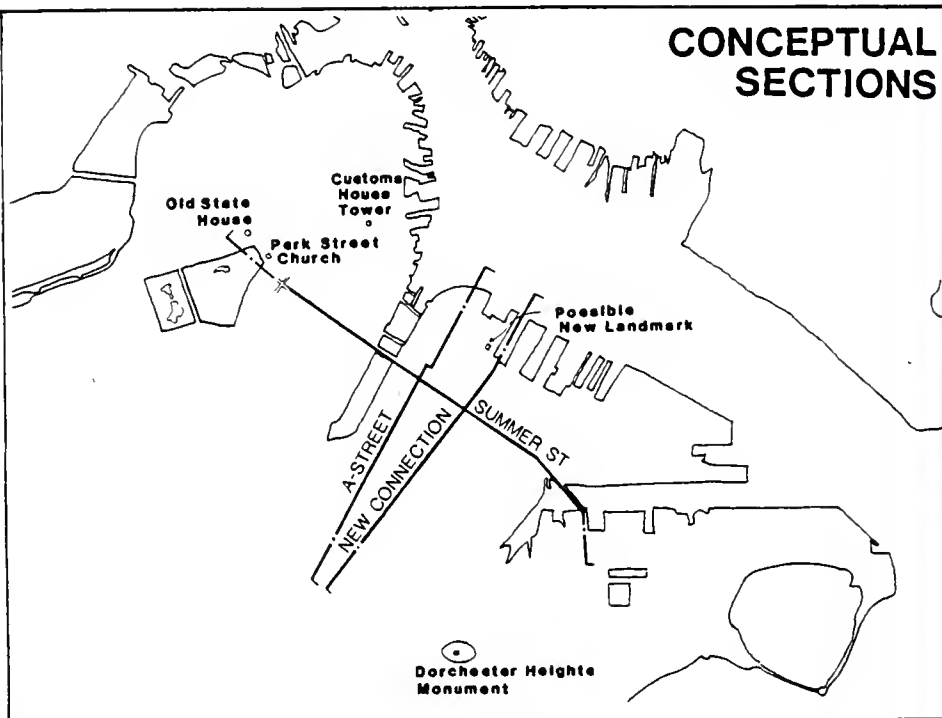 CONCEPTUAL
SECTIONS
Customs
House
Tower
Old State
House
Park Street
Church
Possible
New Landmark
A-STREET
NEW CONNECTION
SUMMER ST
Dorchester Heights
Monument